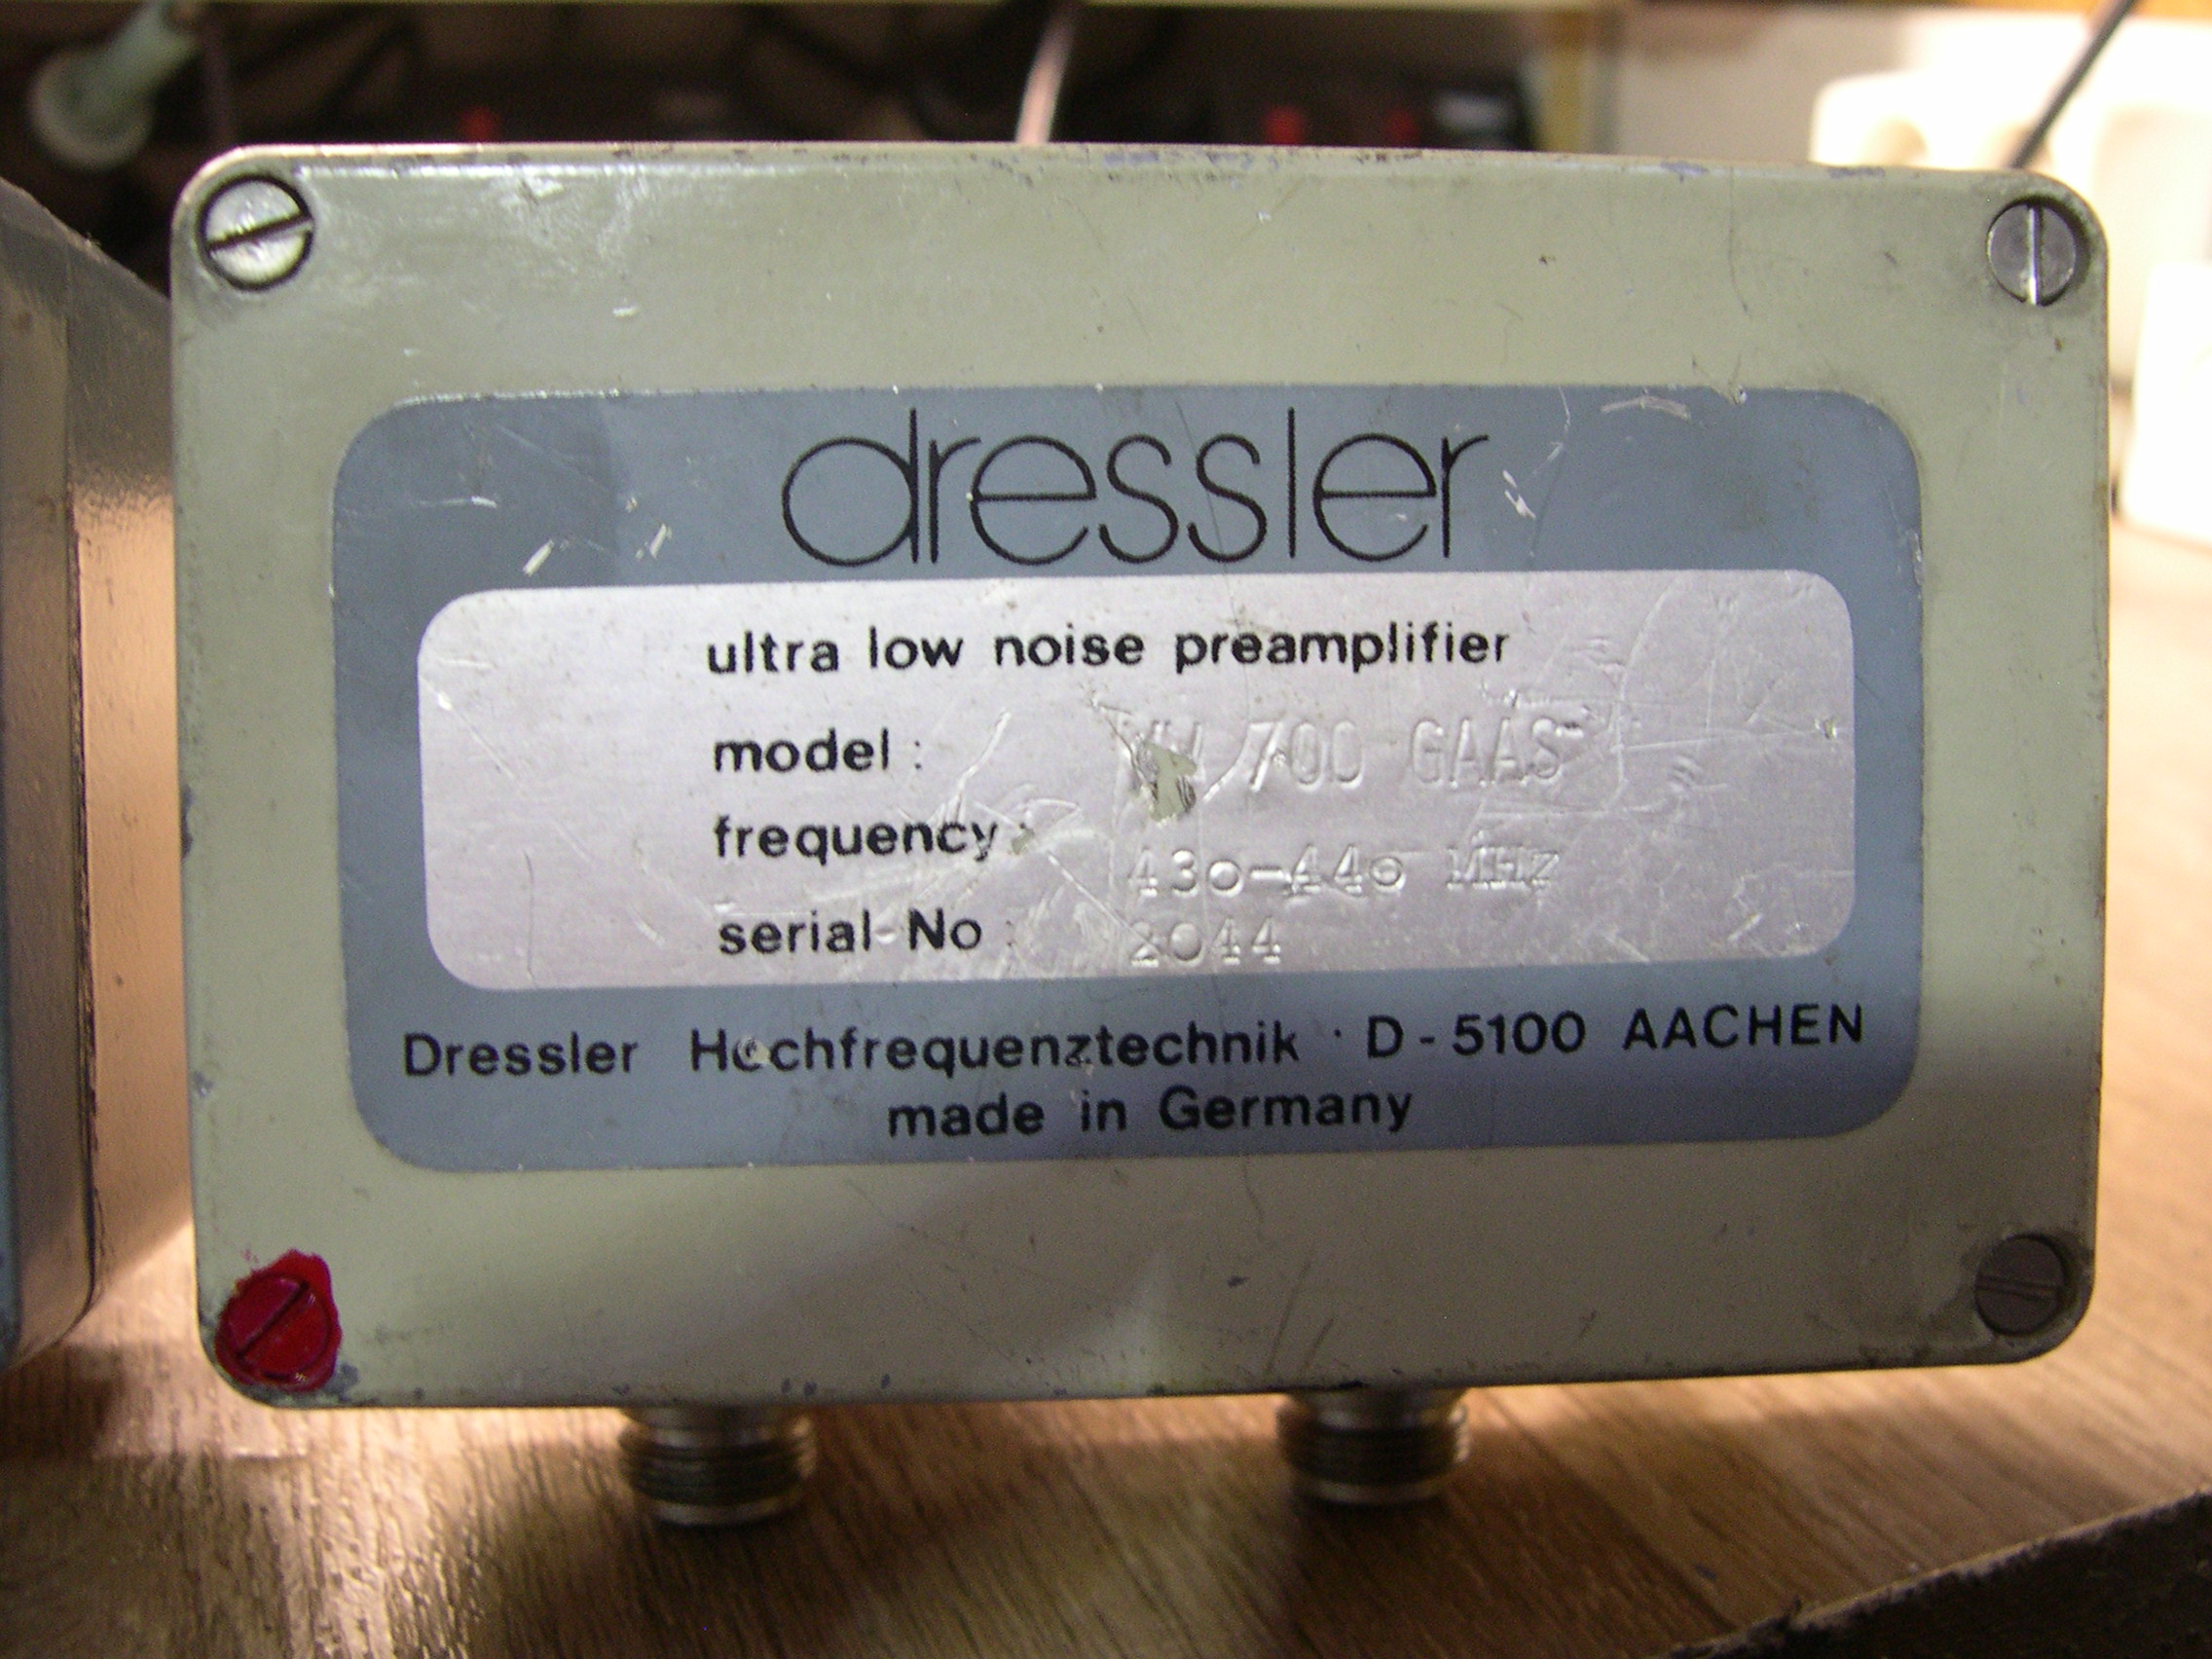 dressler
ultra low noise preamplifier
model : 700 GAAS
frequency : 430-440 MHz
serial-No : 2044
Dressler Hochfrequenztechnik · D-5100 AACHEN
made in Germany